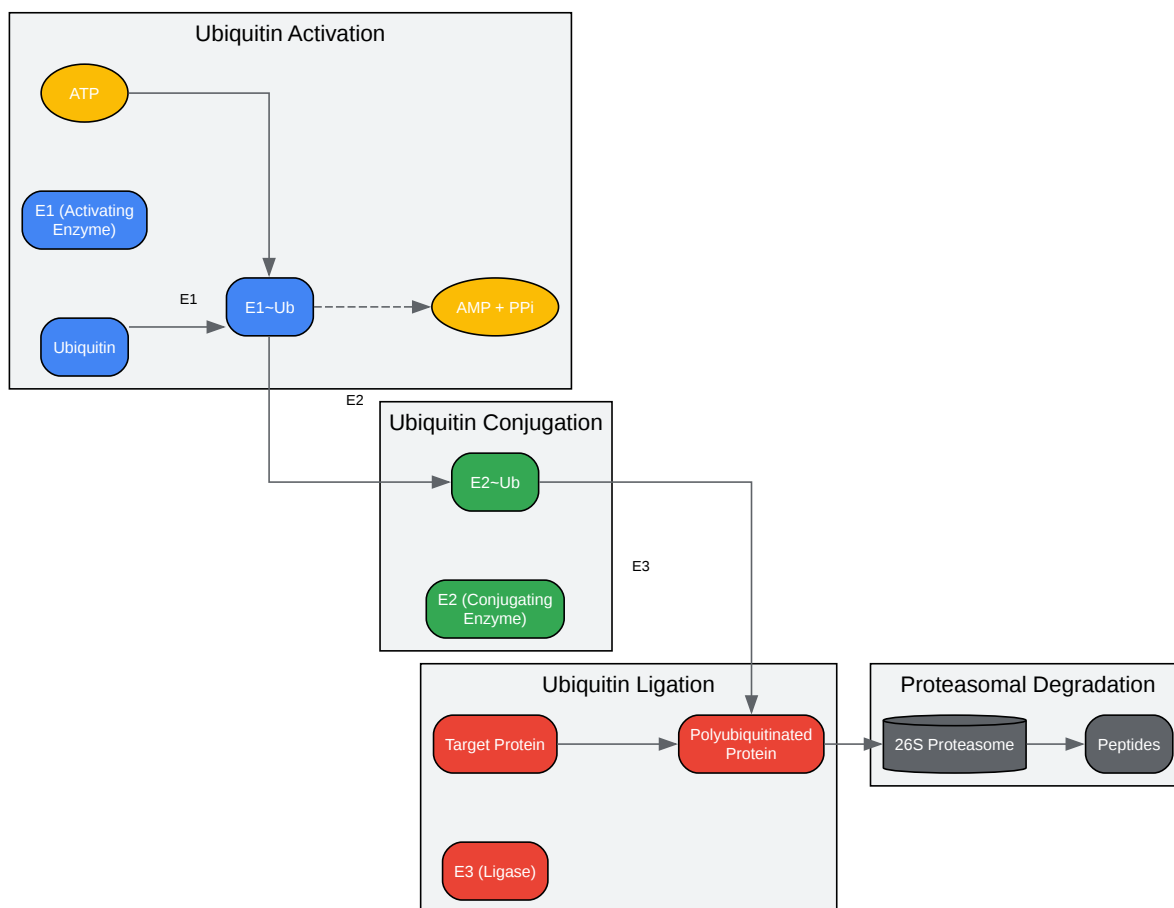 Ubiquitin Activation
ATP
E1 (Activating
Enzyme)
E1
E1~Ub
AMP + PPi
Ubiquitin
E2
Ubiquitin Conjugation
E2~Ub
E3
E2 (Conjugating
Enzyme)
Ubiquitin Ligation
Proteasomal Degradation
Target Protein
Polyubiquitinated
Protein
26S Proteasome
Peptides
E3 (Ligase)